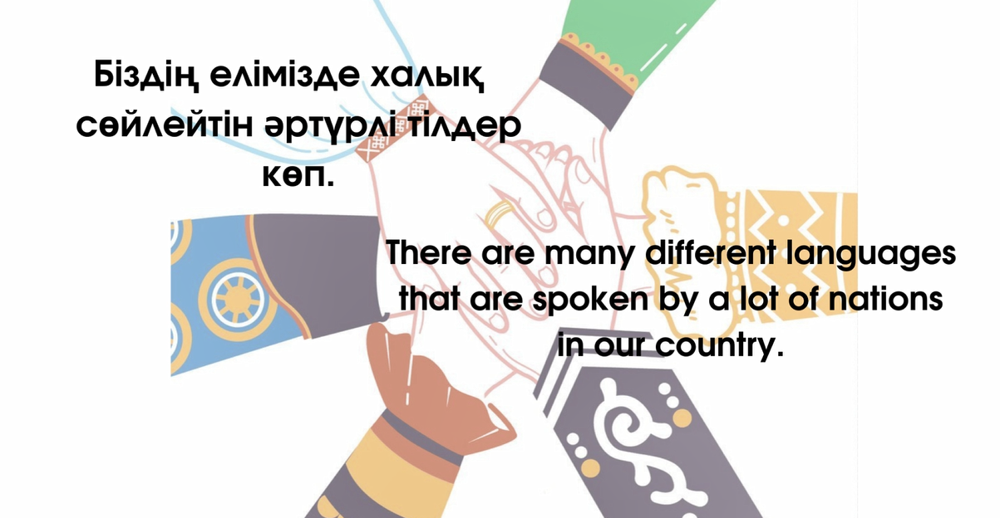 Біздің елімізде халық
сөйлейтін әртүрлі тілдер
көп.
There are many different languages
that are spoken by a lot of nations
in our country.